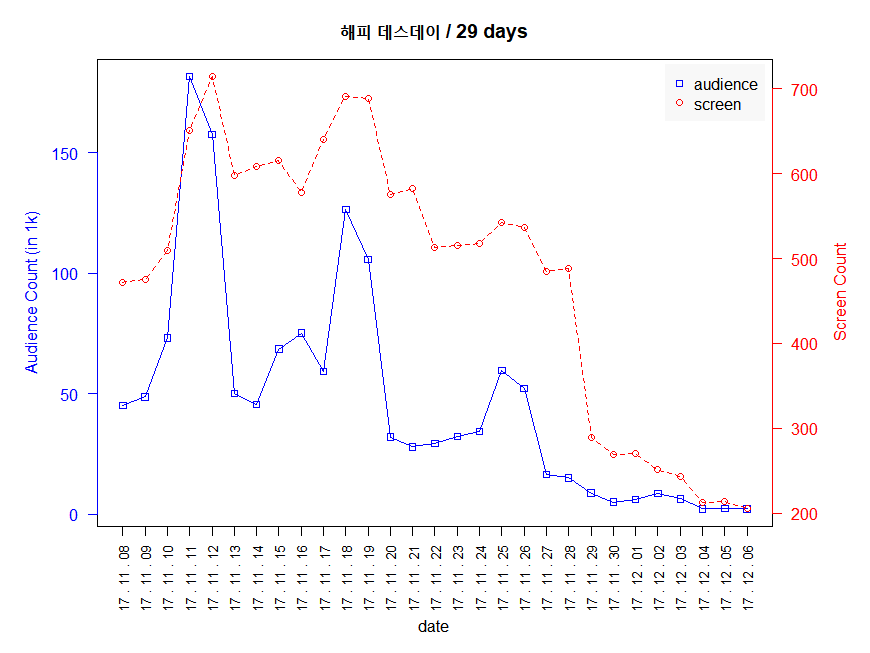 해피 데스데이 / 29 days
audience
screen
Audience Count (in 1k)
150
100
50
0
700
600
500
400
300
200
Screen Count
17 . 11 . 08
17 . 11 . 09
17 . 11 . 10
17 . 11 . 11
17 . 11 . 12
17 . 11 . 13
17 . 11 . 14
17 . 11 . 15
17 . 11 . 16
17 . 11 . 17
17 . 11 . 18
17 . 11 . 19
17 . 11 . 20
17 . 11 . 21
17 . 11 . 22
17 . 11 . 23
17 . 11 . 24
17 . 11 . 25
17 . 11 . 26
17 . 11 . 27
17 . 11 . 28
17 . 11 . 29
17 . 11 . 30
17 . 12 . 01
17 . 12 . 02
17 . 12 . 03
17 . 12 . 04
17 . 12 . 05
17 . 12 . 06
date